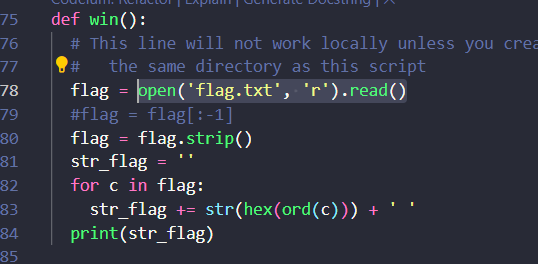 Codeium: Refactor | Explain | Generate Docstring | X
75 def win():
76 # This line will not work locally unless you crea
77 # the same directory as this script
78 flag = open('flag.txt', 'r').read()
79 #flag = flag[:-1]
80 flag = flag.strip()
81 str_flag = ''
82 for c in flag:
83 str_flag += str(hex(ord(c))) + ' '
84 print(str_flag)
85